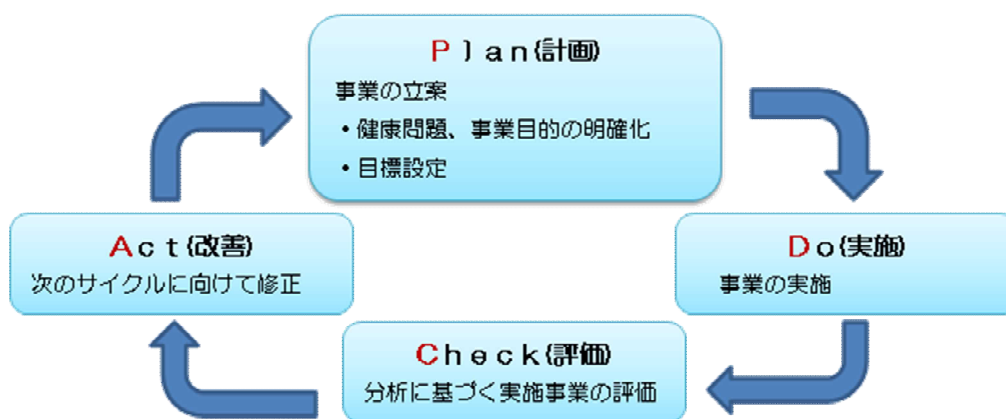 Plan(計画)
事業の立案
・健康問題、事業目的の明確化
・目標設定
Do(実施)
事業の実施
Check(評価)
分析に基づく実施事業の評価
Act(改善)
次のサイクルに向けて修正